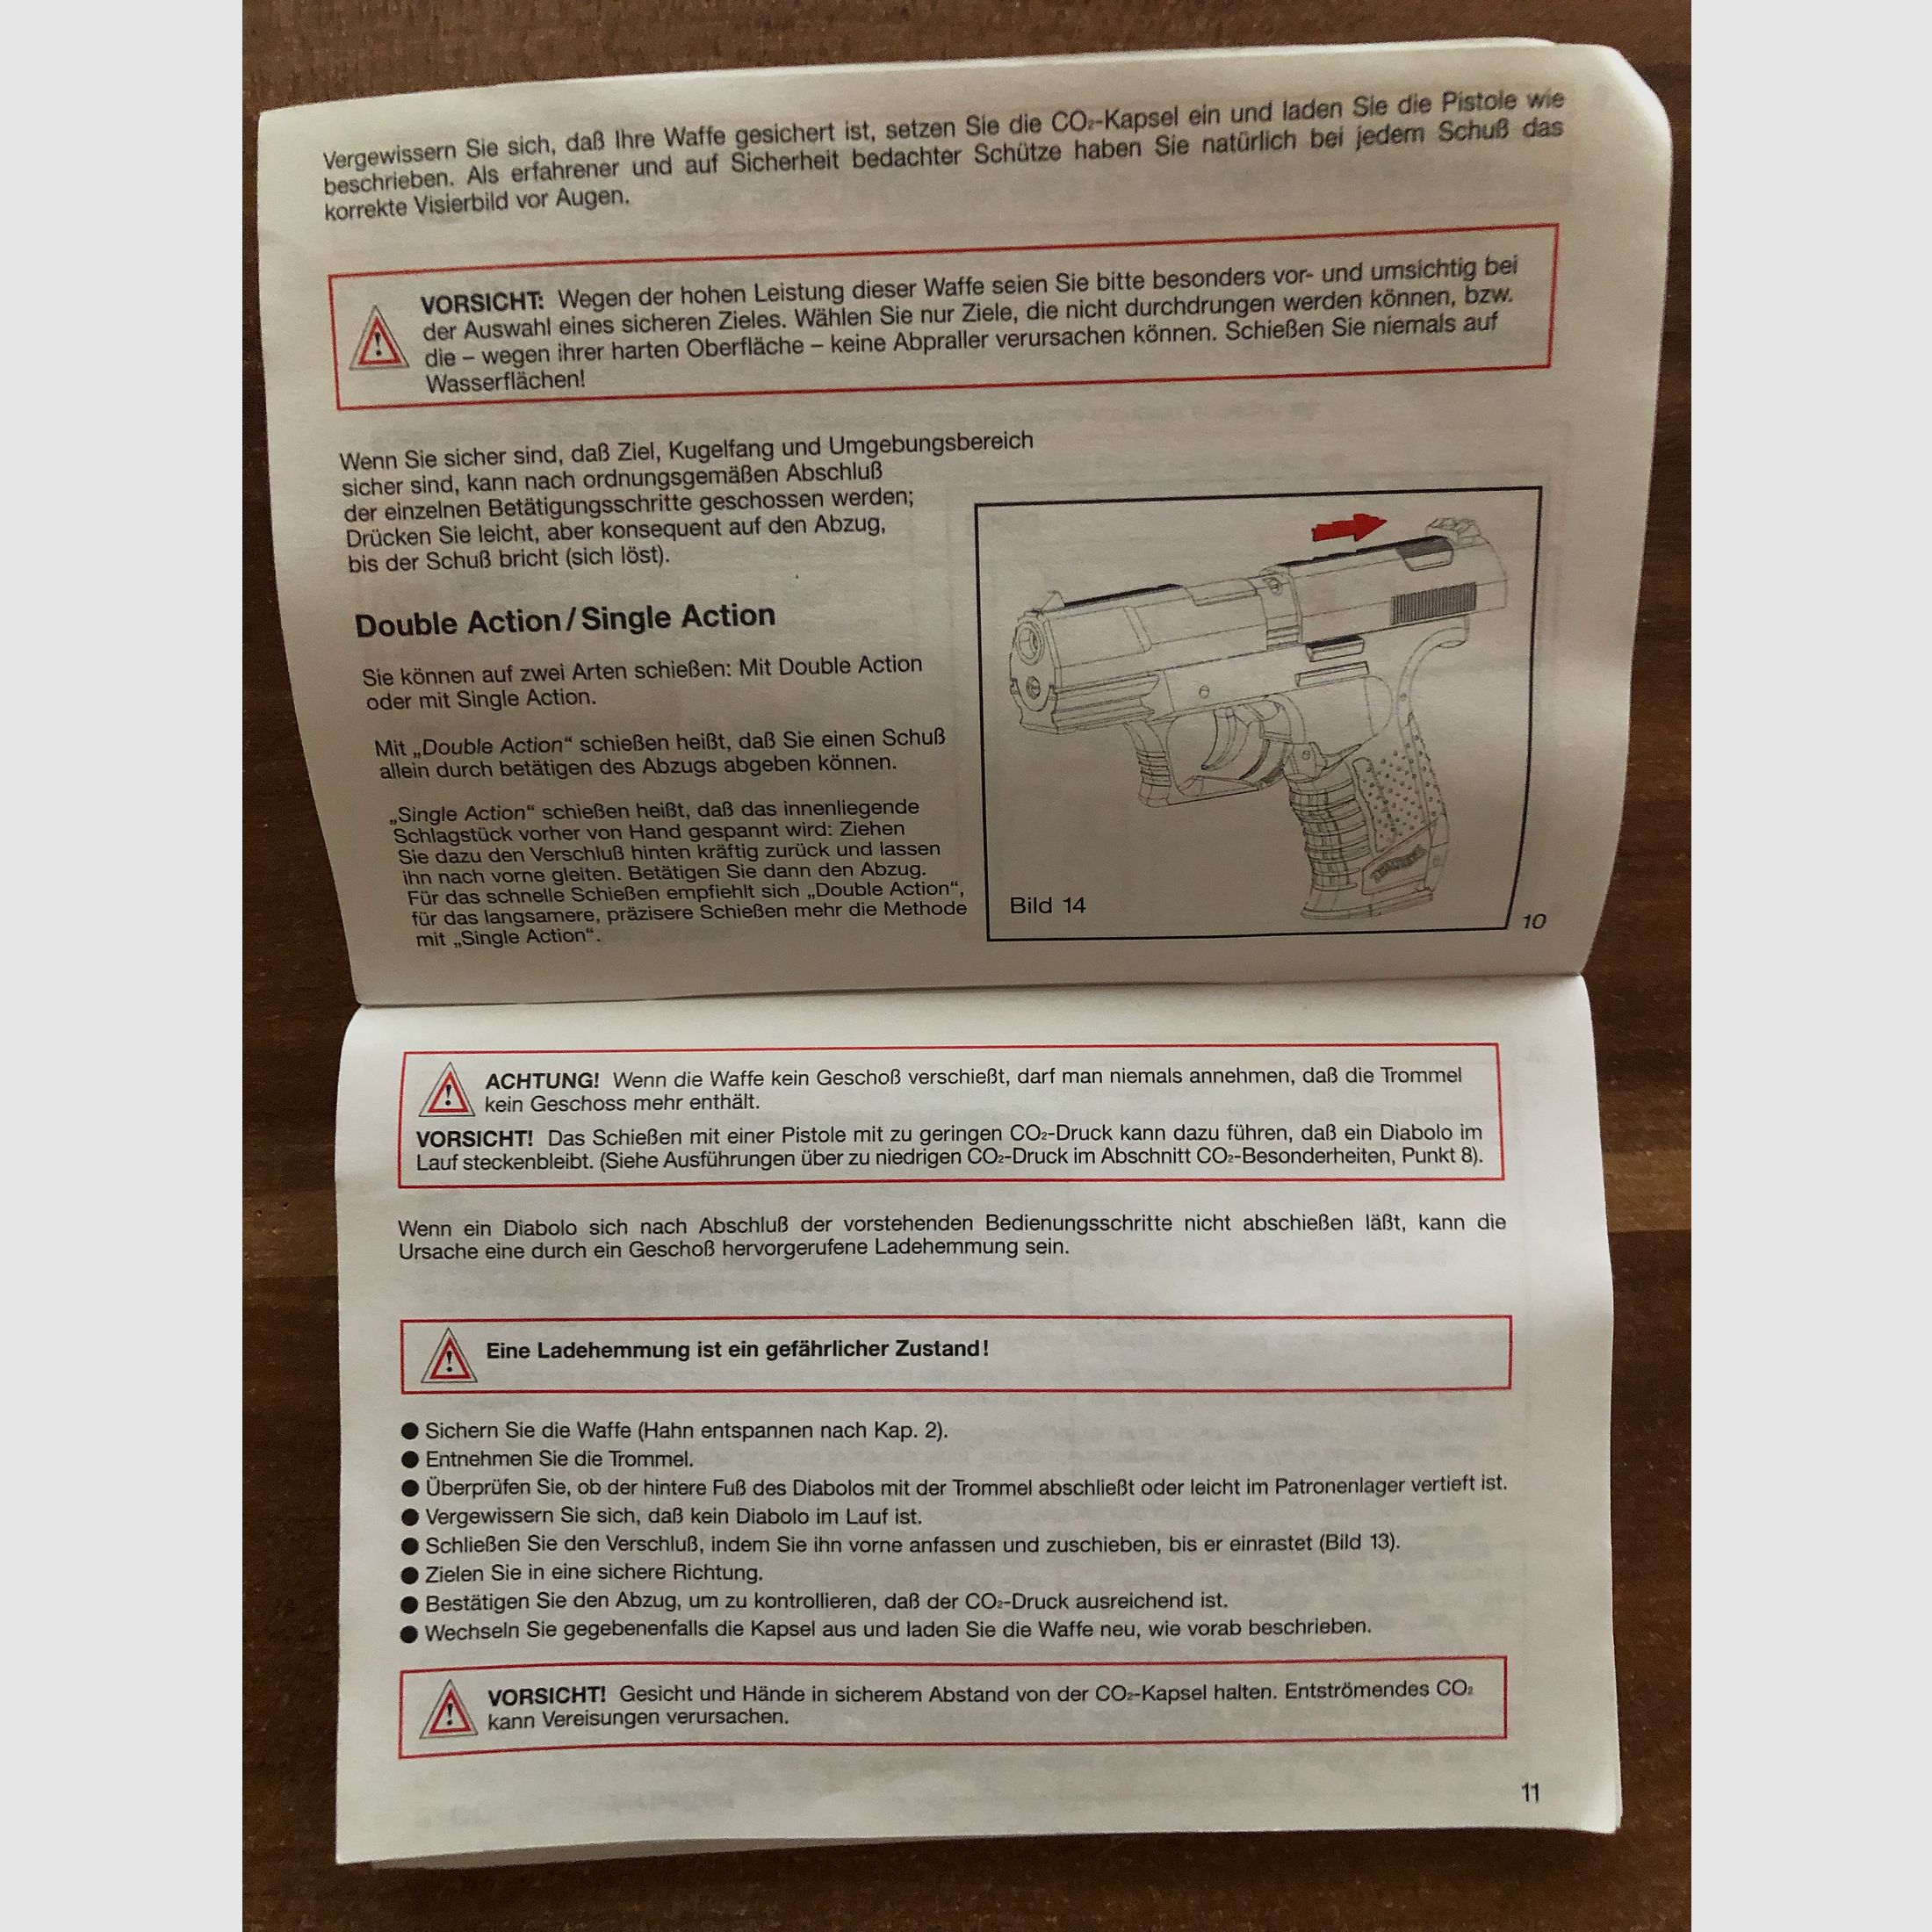 Vergewissern Sie sich, daß Ihre Waffe gesichert ist, setzen Sie die CO₂-Kapsel ein und laden Sie die Pistole wie
beschrieben. Als erfahrener und auf Sicherheit bedachter Schütze haben Sie natürlich bei jedem Schuß das
korrekte Visierbild vor Augen.
VORSICHT: Wegen der hohen Leistung dieser Waffe seien Sie bitte besonders vor- und umsichtig bei
der Auswahl eines sicheren Zieles. Wählen Sie nur Ziele, die nicht durchdrungen werden können, bzw.
die – wegen ihrer harten Oberfläche – keine Abpraller verursachen können. Schießen Sie niemals auf
Wasserflächen!
Wenn Sie sicher sind, daß Ziel, Kugelfang und Umgebungsbereich
sicher sind, kann nach ordnungsgemäßen Abschluß
der einzelnen Betätigungsschritte geschossen werden;
Drücken Sie leicht, aber konsequent auf den Abzug,
bis der Schuß bricht (sich löst).
Double Action/Single Action
Sie können auf zwei Arten schießen: Mit Double Action
oder mit Single Action.
Mit „Double Action“ schießen heißt, daß Sie einen Schuß
allein durch betätigen des Abzugs abgeben können.
„Single Action“ schießen heißt, daß das innenliegende
Schlagstück vorher von Hand gespannt wird: Ziehen
Sie dazu den Verschluß hinten kräftig zurück und lassen
ihn nach vorne gleiten. Betätigen Sie dann den Abzug.
Für das schnelle Schießen empfiehlt sich „Double Action“,
für das langsamere, präzisere Schießen mehr die Methode
mit „Single Action“.
WALTHER
Bild 14
10
ACHTUNG! Wenn die Waffe kein Geschoß verschießt, darf man niemals annehmen, daß die Trommel
kein Geschoss mehr enthält.
VORSICHT! Das Schießen mit einer Pistole mit zu geringen CO₂-Druck kann dazu führen, daß ein Diabolo im
Lauf steckenbleibt. (Siehe Ausführungen über zu niedrigen CO₂-Druck im Abschnitt CO₂-Besonderheiten, Punkt 8).
Wenn ein Diabolo sich nach Abschluß der vorstehenden Bedienungsschritte nicht abschießen läßt, kann die
Ursache eine durch ein Geschoß hervorgerufene Ladehemmung sein.
Eine Ladehemmung ist ein gefährlicher Zustand!
● Sichern Sie die Waffe (Hahn entspannen nach Kap. 2).
● Entnehmen Sie die Trommel.
● Überprüfen Sie, ob der hintere Fuß des Diabolos mit der Trommel abschließt oder leicht im Patronenlager vertieft ist.
● Vergewissern Sie sich, daß kein Diabolo im Lauf ist.
● Schließen Sie den Verschluß, indem Sie ihn vorne anfassen und zuschieben, bis er einrastet (Bild 13).
● Zielen Sie in eine sichere Richtung.
● Bestätigen Sie den Abzug, um zu kontrollieren, daß der CO₂-Druck ausreichend ist.
● Wechseln Sie gegebenenfalls die Kapsel aus und laden Sie die Waffe neu, wie vorab beschrieben.
VORSICHT! Gesicht und Hände in sicherem Abstand von der CO₂-Kapsel halten. Entströmendes CO₂
kann Vereisungen verursachen.
11